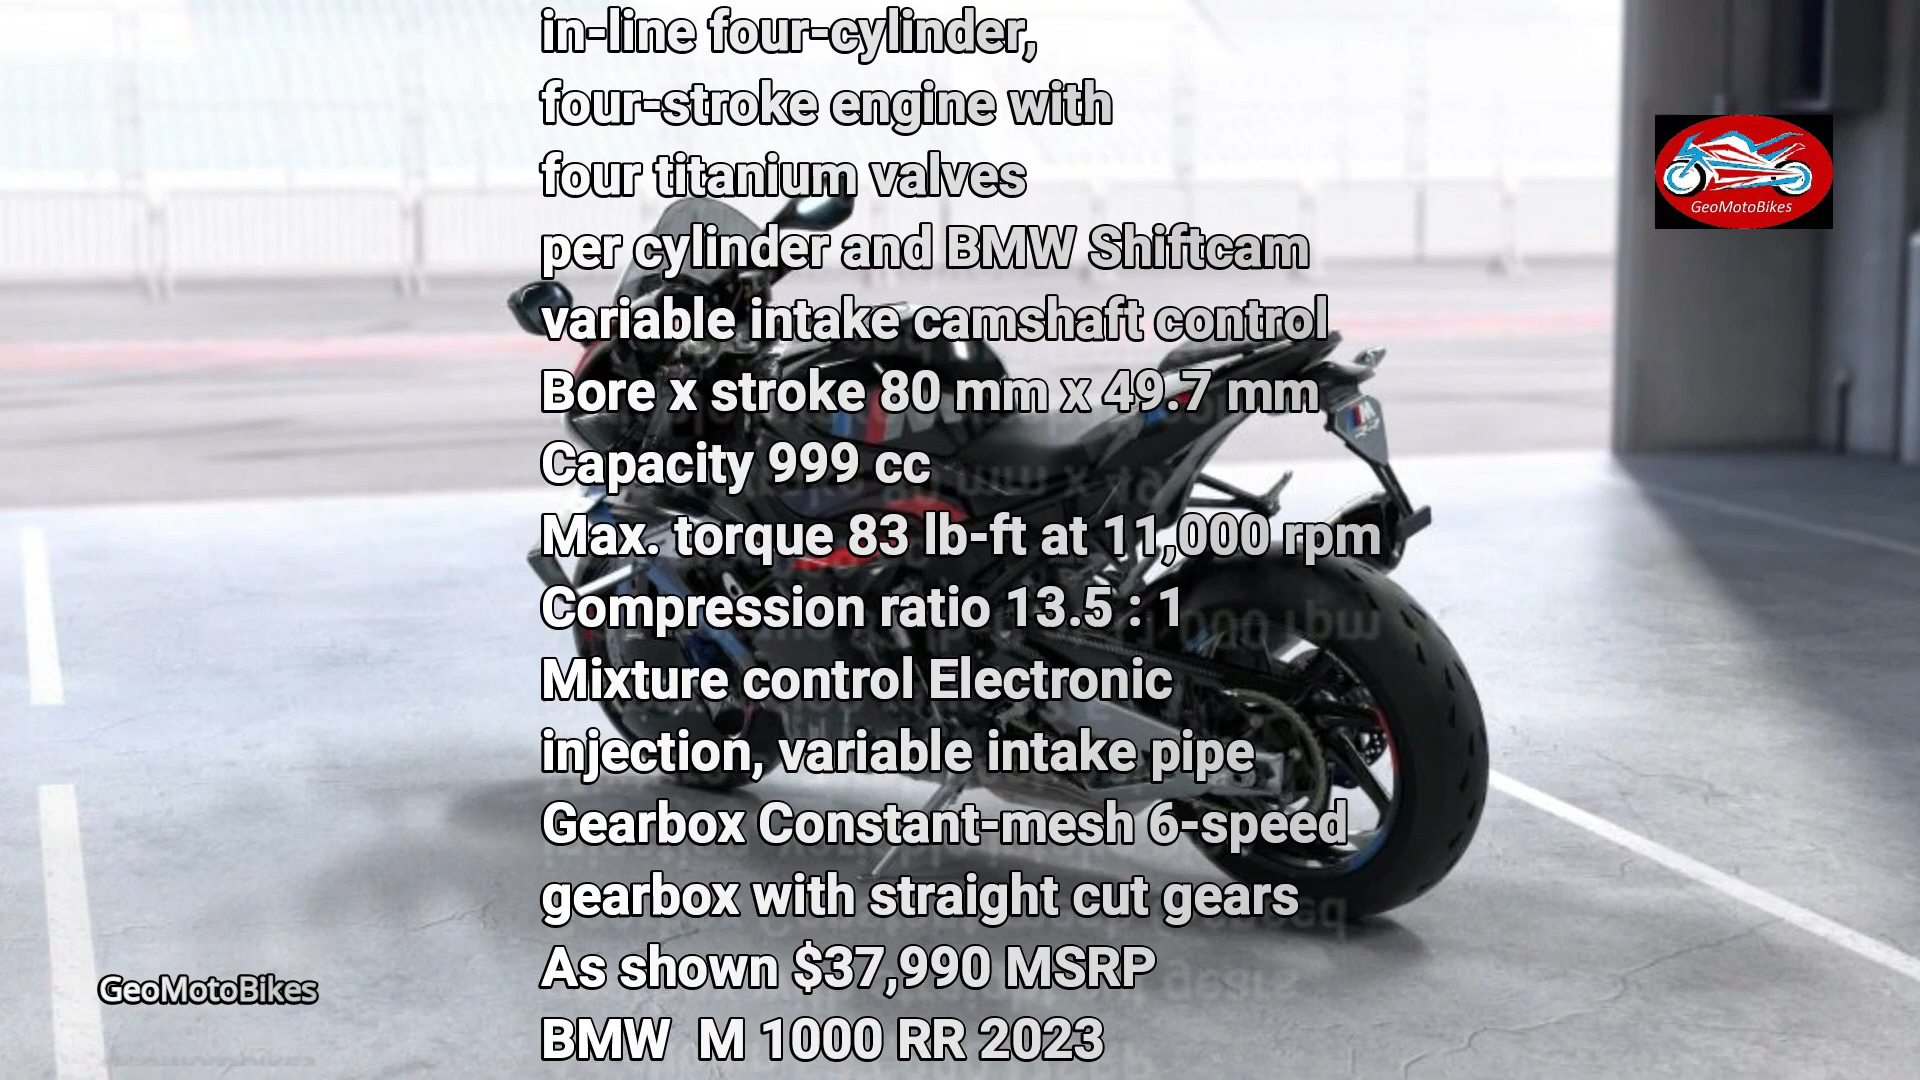 in-line four-cylinder,
four-stroke engine with
four titanium valves
per cylinder and BMW Shiftcam
variable intake camshaft control
Bore x stroke 80 mm x 49.7 mm
Capacity 999 cc
Max. torque 83 lb-ft at 11,000 rpm
Compression ratio 13.5 : 1
Mixture control Electronic
injection, variable intake pipe
Gearbox Constant-mesh 6-speed
gearbox with straight cut gears
As shown $37,990 MSRP
BMW M 1000 RR 2023
GeoMotoBikes
GeoMotoBikes